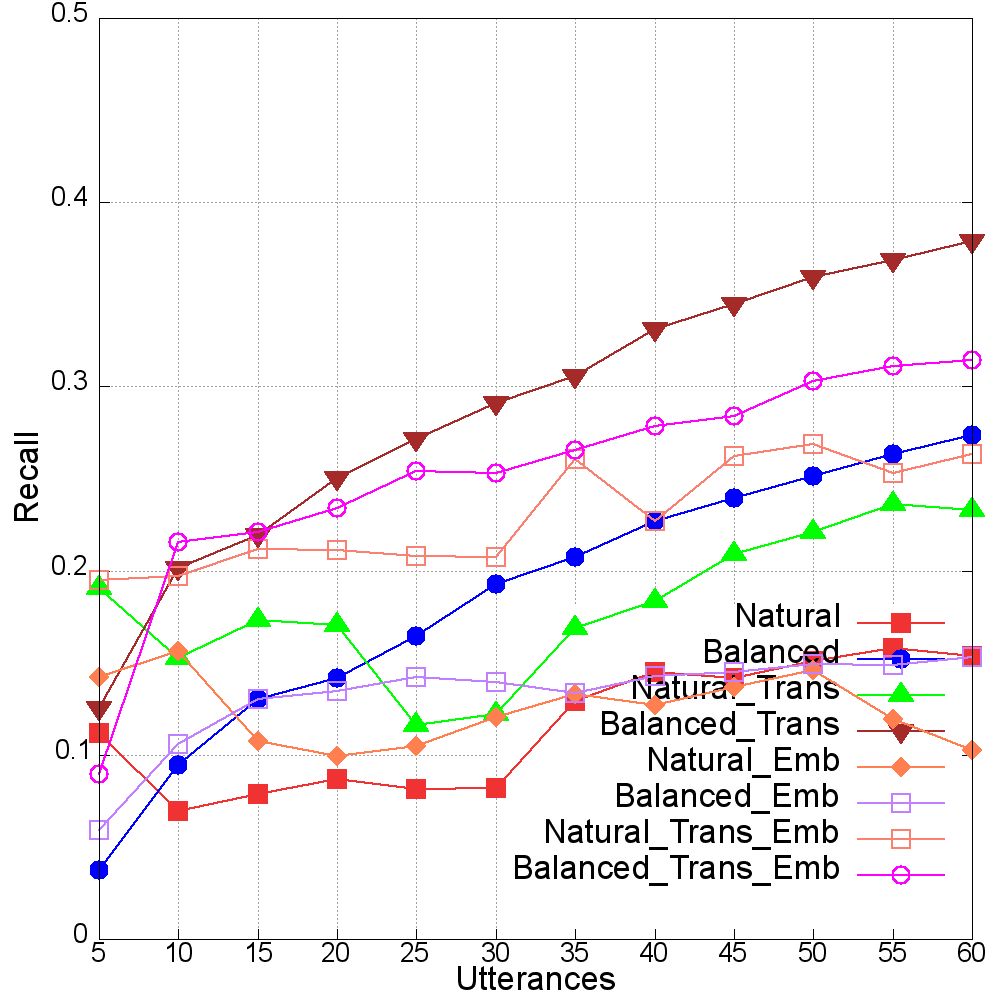 0.5
0.4
0.3
0.2
0.1
0
Recall
Natural
Balanced
Natural_Trans
Balanced_Trans
Natural_Emb
Balanced_Emb
Natural_Trans_Emb
Balanced_Trans_Emb
5 10 15 20 25 30 35 40 45 50 55 60
Utterances